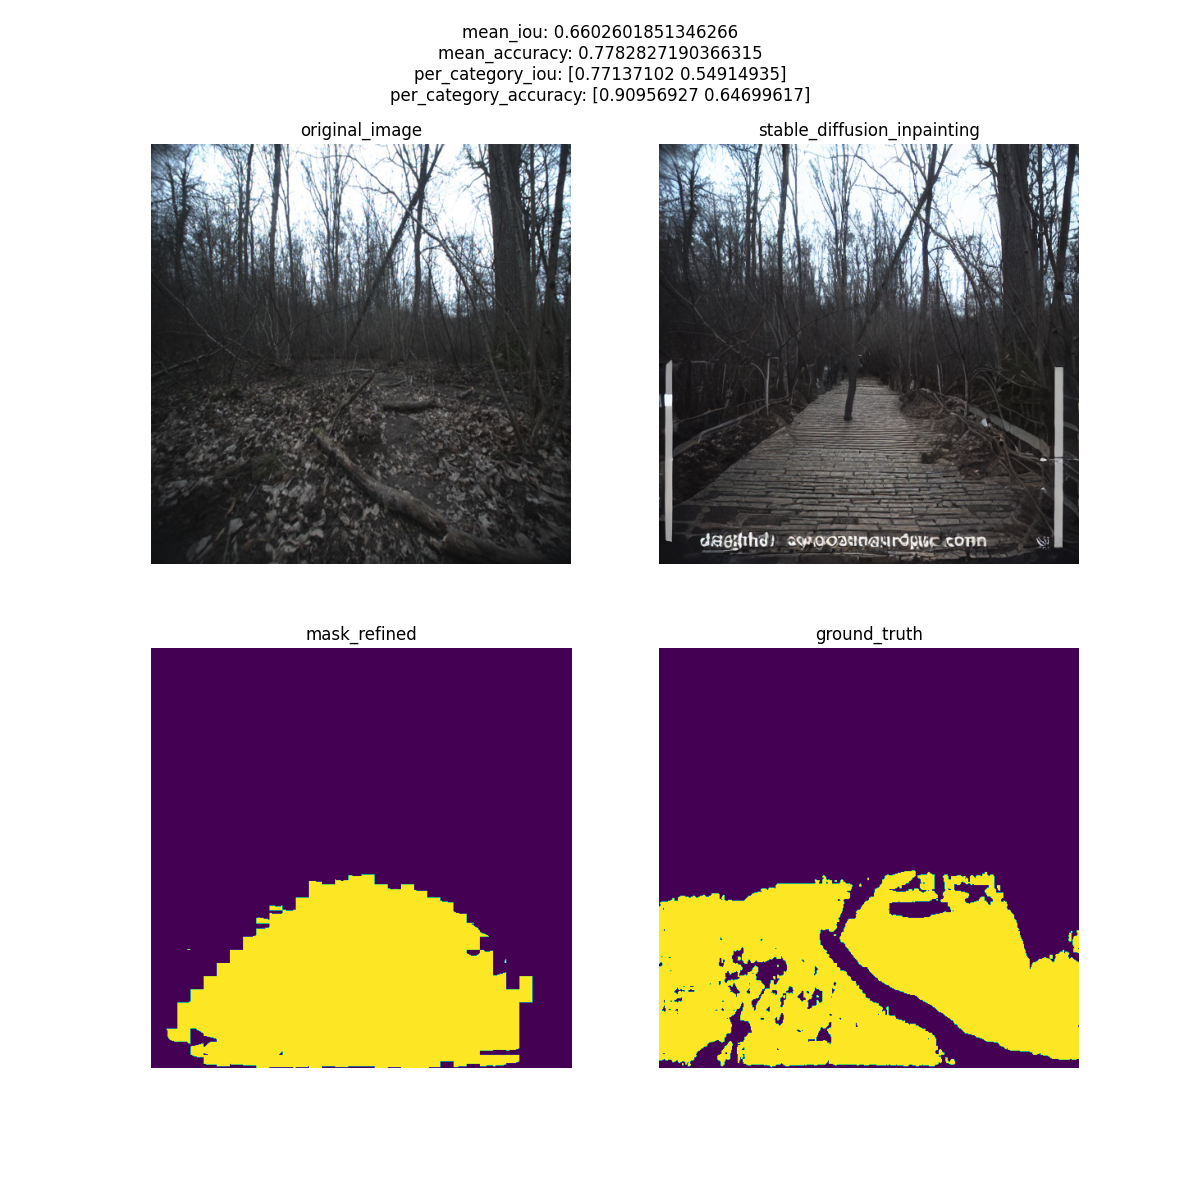 mean_iou: 0.6602601851346266
mean_accuracy: 0.7782827190366315
per_category_iou: [0.77137102 0.54914935]
per_category_accuracy: [0.90956927 0.64699617]
original_image
stable_diffusion_inpainting
mask_refined
ground_truth